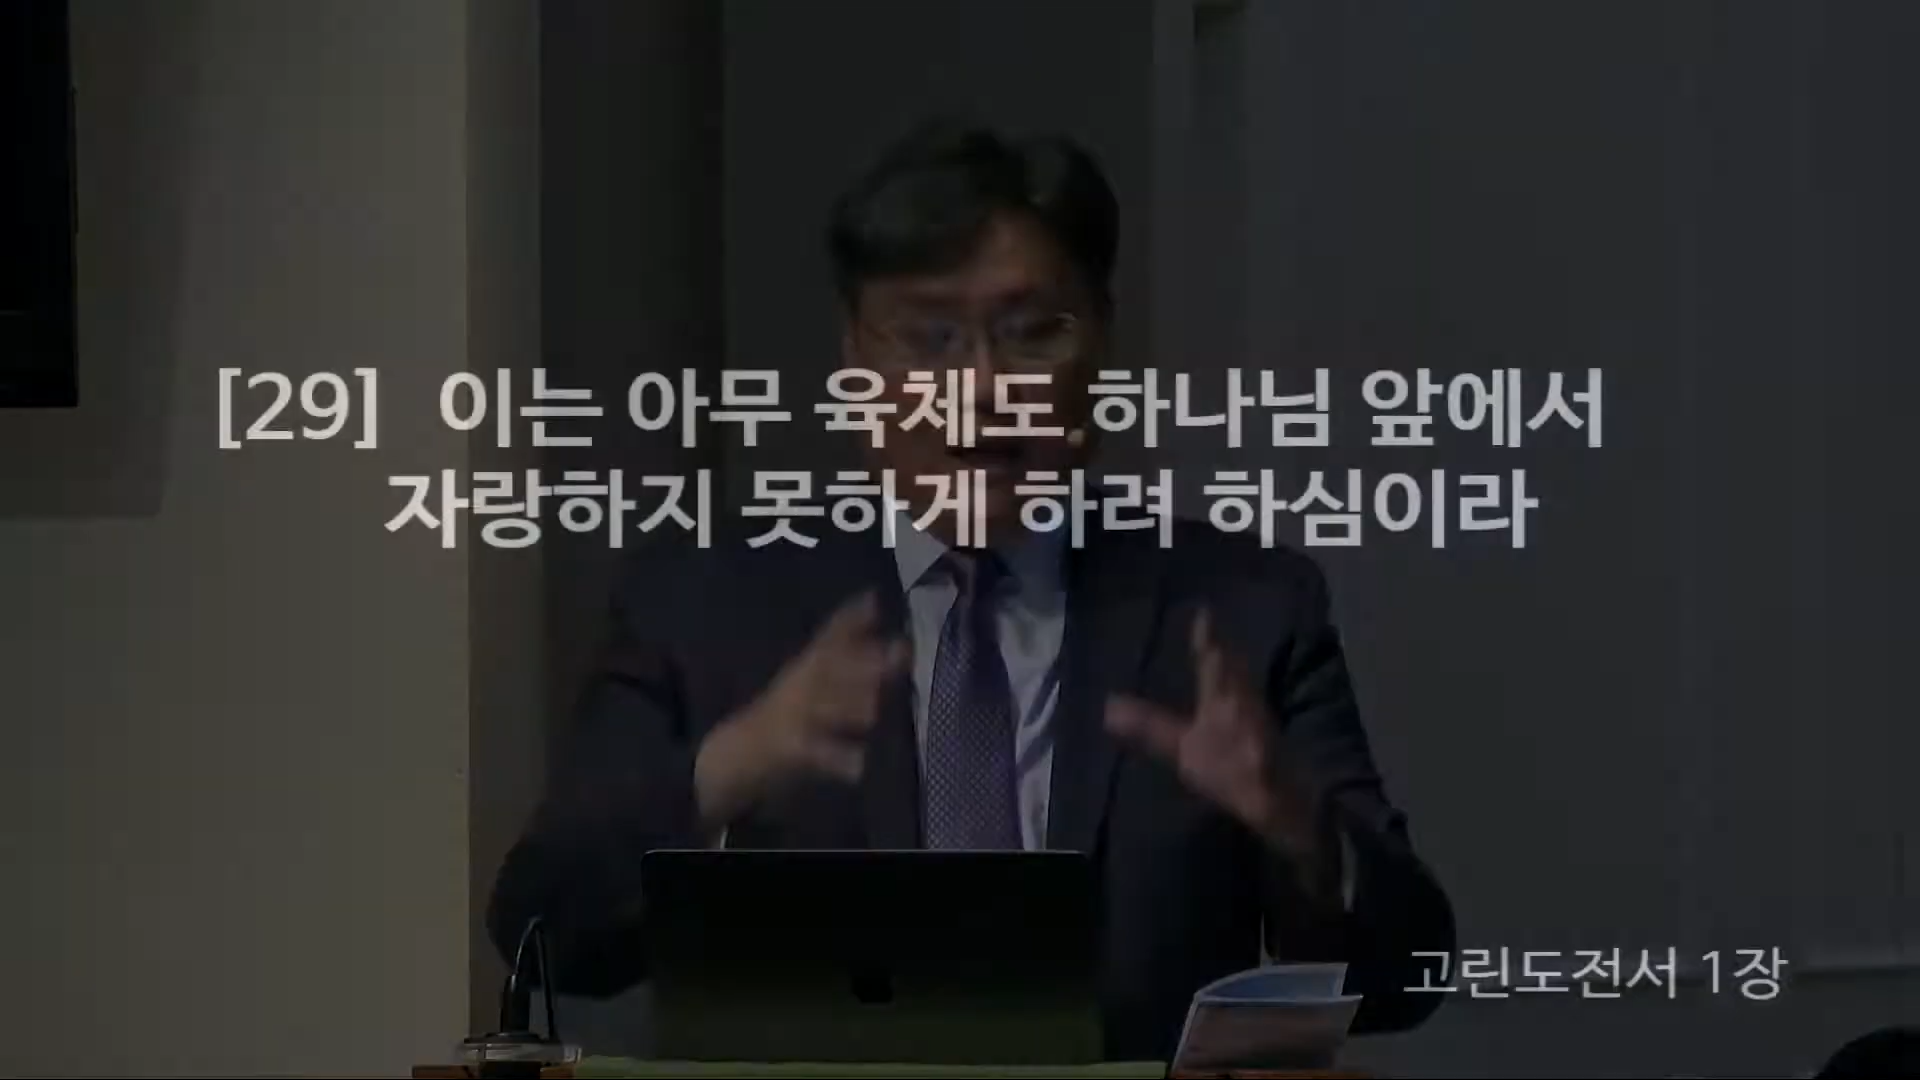 [29] 이는 아무 육체도 하나님 앞에서
자랑하지 못하게 하려 하심이라
고린도전서 1장